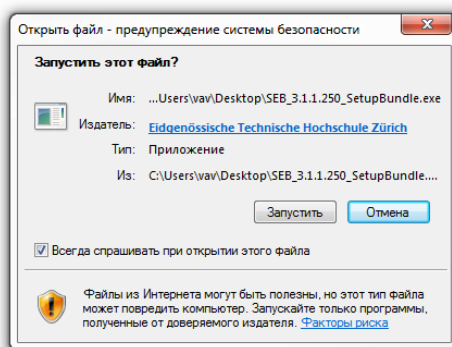 Открыть файл - предупреждение системы безопасности
Запустить этот файл?
Имя: ...Users\vav\Desktop\SEB_3.1.1.250_SetupBundle.exe
Издатель: Eidgenössische Technische Hochschule Zürich
Тип: Приложение
Из: C:\Users\vav\Desktop\SEB_3.1.1.250_SetupBundle....
Запустить Отмена
Всегда спрашивать при открытии этого файла
Файлы из Интернета могут быть полезны, но этот тип файла
может повредить компьютер. Запускайте только программы,
полученные от доверяемого издателя. Факторы риска